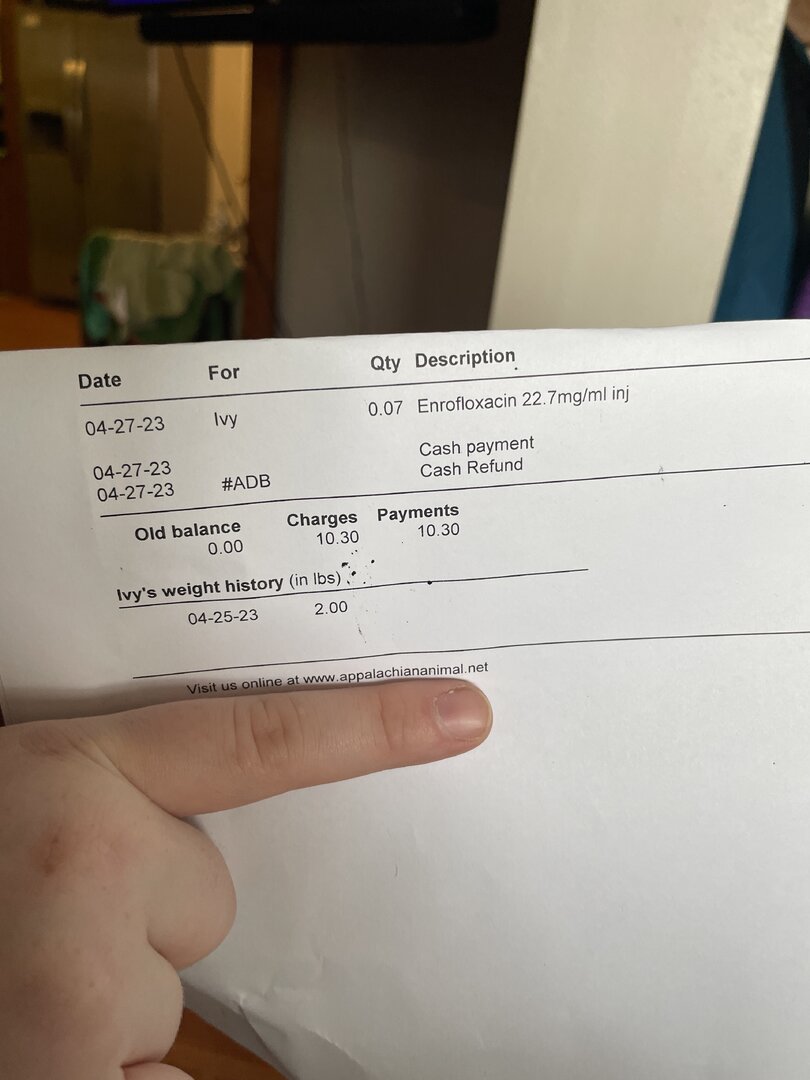 Date For Qty Description
04-27-23 Ivy 0.07 Enrofloxacin 22.7mg/ml inj
04-27-23 Cash payment
04-27-23 #ADB Cash Refund
Old balance Charges Payments
0.00 10.30 10.30
Ivy's weight history (in lbs)
04-25-23 2.00
Visit us online at www.appalachiananimal.net